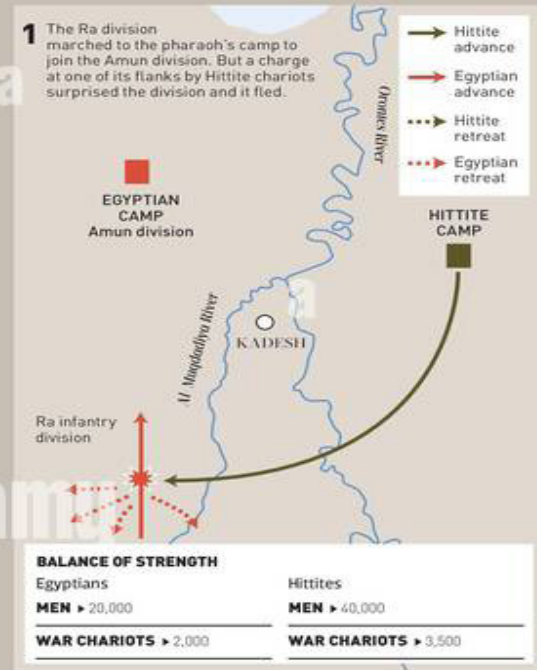 1 The Ra division
marched to the pharaoh's camp to
join the Amun division. But a charge
at one of its flanks by Hittite chariots
surprised the division and it fled.
Hittite
advance
Egyptian
advance
Hittite
retreat
Egyptian
retreat
Orontes River
EGYPTIAN
CAMP
Amun division
HITTITE
CAMP
a
a
KADESH
Al Muqdadiya River
Ra infantry
division
amy
BALANCE OF STRENGTH
Egyptians
MEN ▸ 20,000
WAR CHARIOTS ▸ 2,000
Hittites
MEN ▸ 40,000
WAR CHARIOTS ▸ 3,500